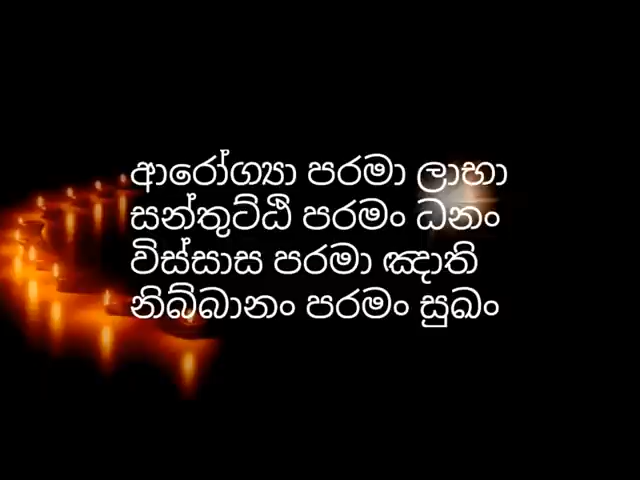 ආරෝග්‍යා පරමා ලාභා
සන්තුට්ඨි පරමං ධනං
විස්සාස පරමා ඤාති
නිබ්බානං පරමං සුඛං